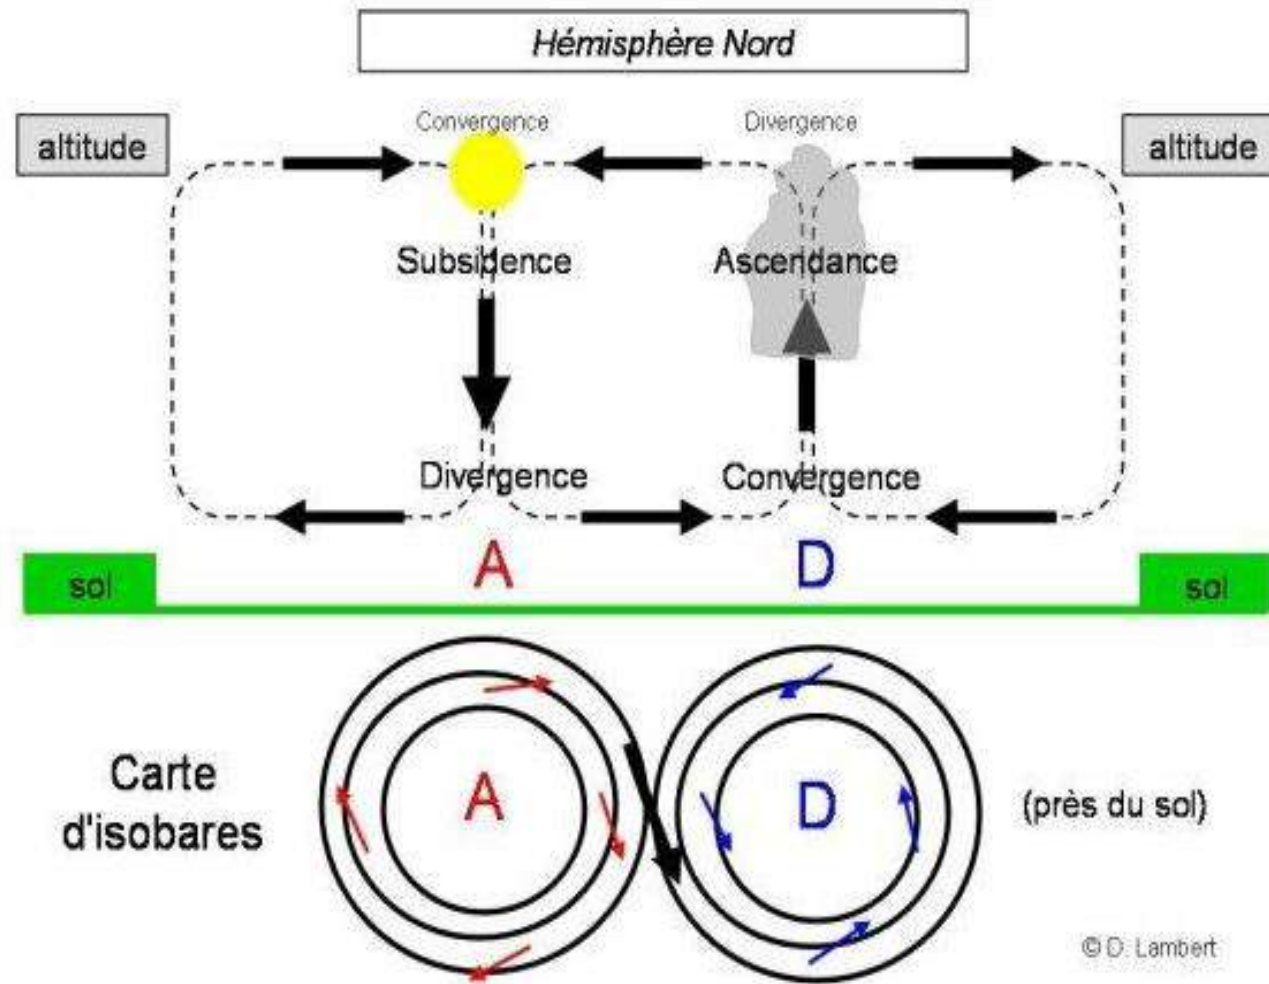 Hémisphère Nord
Convergence
Divergence
altitude
altitude
Subsidence
Ascendance
Divergence
Convergence
A
D
sol
sol
Carte
d'isobares
A
D
(près du sol)
© D. Lambert